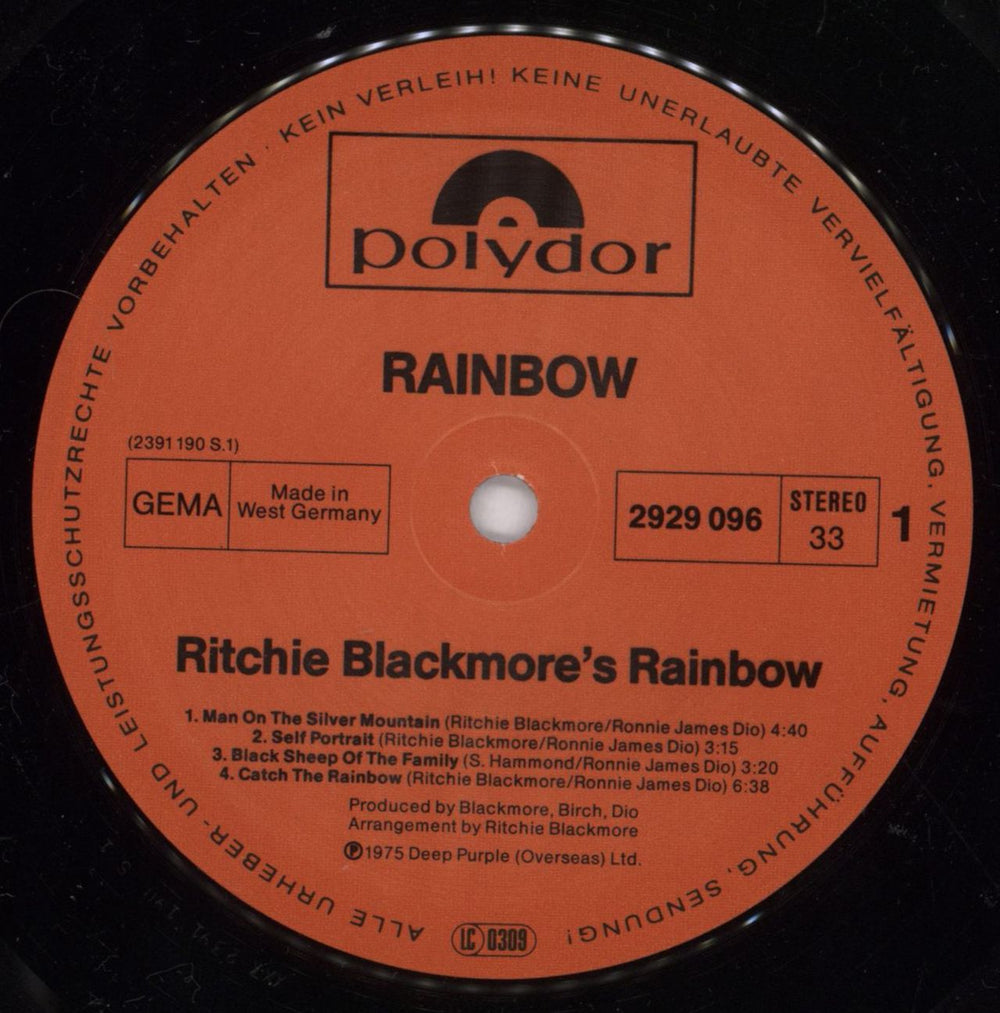 ALLE URHEBER- UND LEISTUNGSSCHUTZRECHTE VORBEHALTEN · KEIN VERLEIH! KEINE UNERLAUBTE VERVIELFÄLTIGUNG, VERMIETUNG, AUFFÜHRUNG, SENDUNG!
polydor
RAINBOW
(2391 190 S.1)
GEMA
Made in
West Germany
2929 096
STEREO
33
1
Ritchie Blackmore's Rainbow
1. Man On The Silver Mountain (Ritchie Blackmore/Ronnie James Dio) 4:40
2. Self Portrait (Ritchie Blackmore/Ronnie James Dio) 3:15
3. Black Sheep Of The Family (S. Hammond/Ronnie James Dio) 3:20
4. Catch The Rainbow (Ritchie Blackmore/Ronnie James Dio) 6:38
Produced by Blackmore, Birch, Dio
Arrangement by Ritchie Blackmore
℗1975 Deep Purple (Overseas) Ltd.
LC 0309